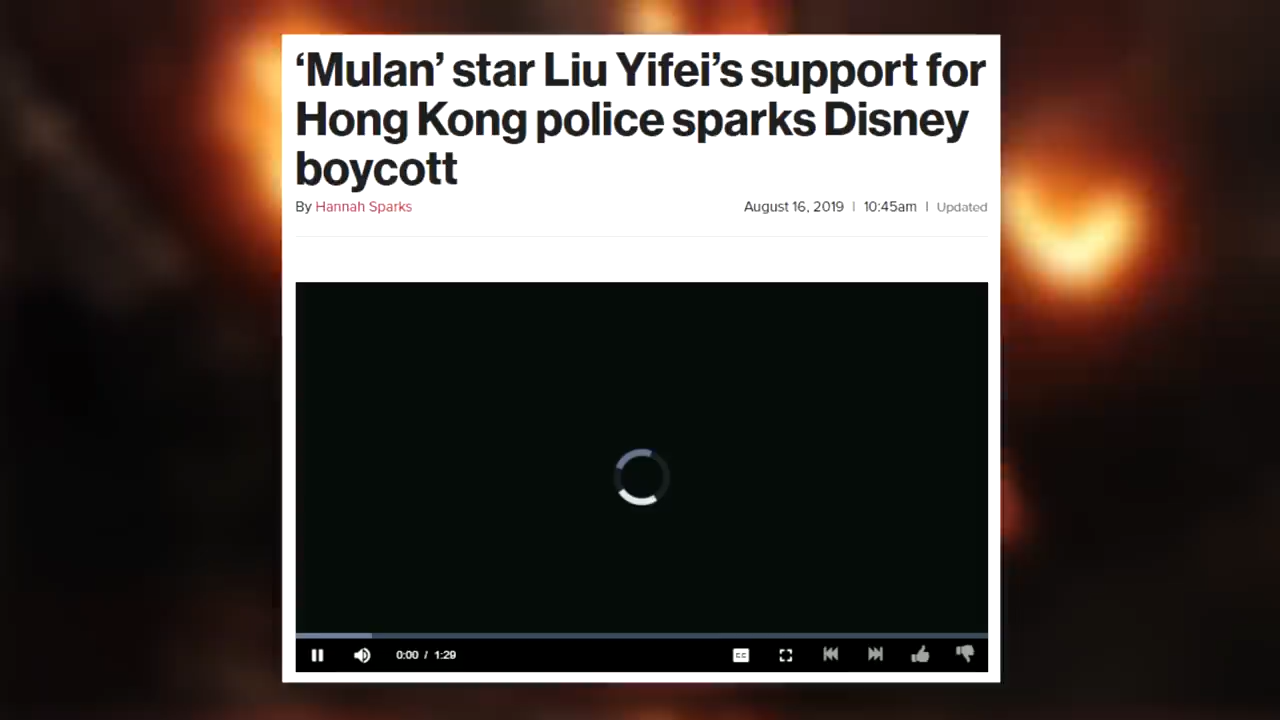 ‘Mulan’ star Liu Yifei’s support for
Hong Kong police sparks Disney
boycott
By Hannah Sparks
August 16, 2019 | 10:45am | Updated
0:00 / 1:29
CC